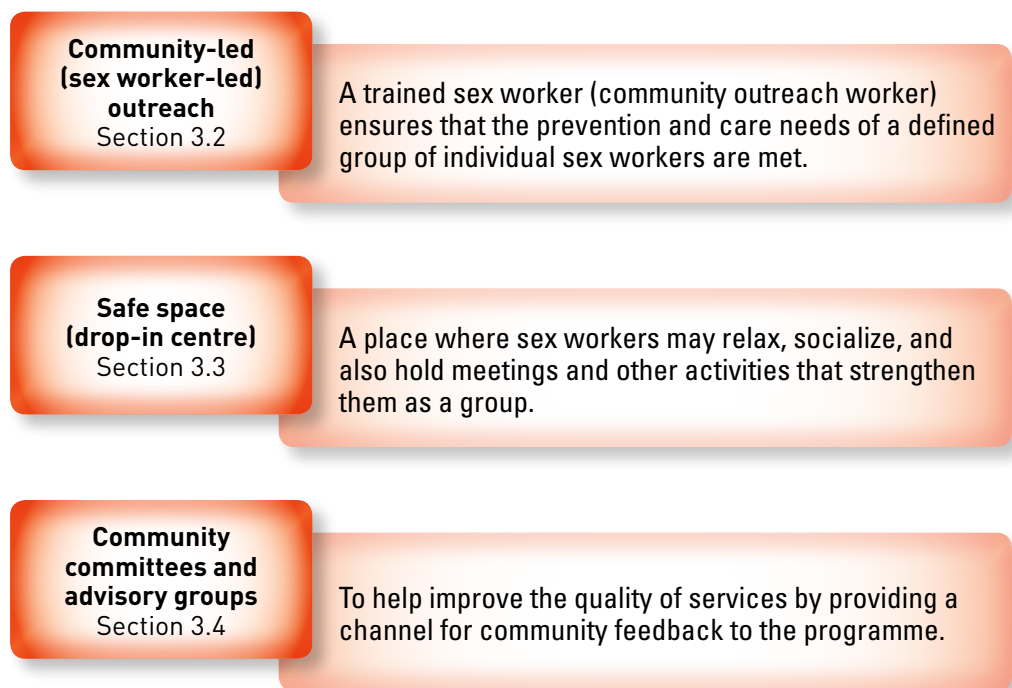 Community-led
(sex worker-led)
outreach
Section 3.2
A trained sex worker (community outreach worker)
ensures that the prevention and care needs of a defined
group of individual sex workers are met.
Safe space
(drop-in centre)
Section 3.3
A place where sex workers may relax, socialize, and
also hold meetings and other activities that strengthen
them as a group.
Community
committees and
advisory groups
Section 3.4
To help improve the quality of services by providing a
channel for community feedback to the programme.